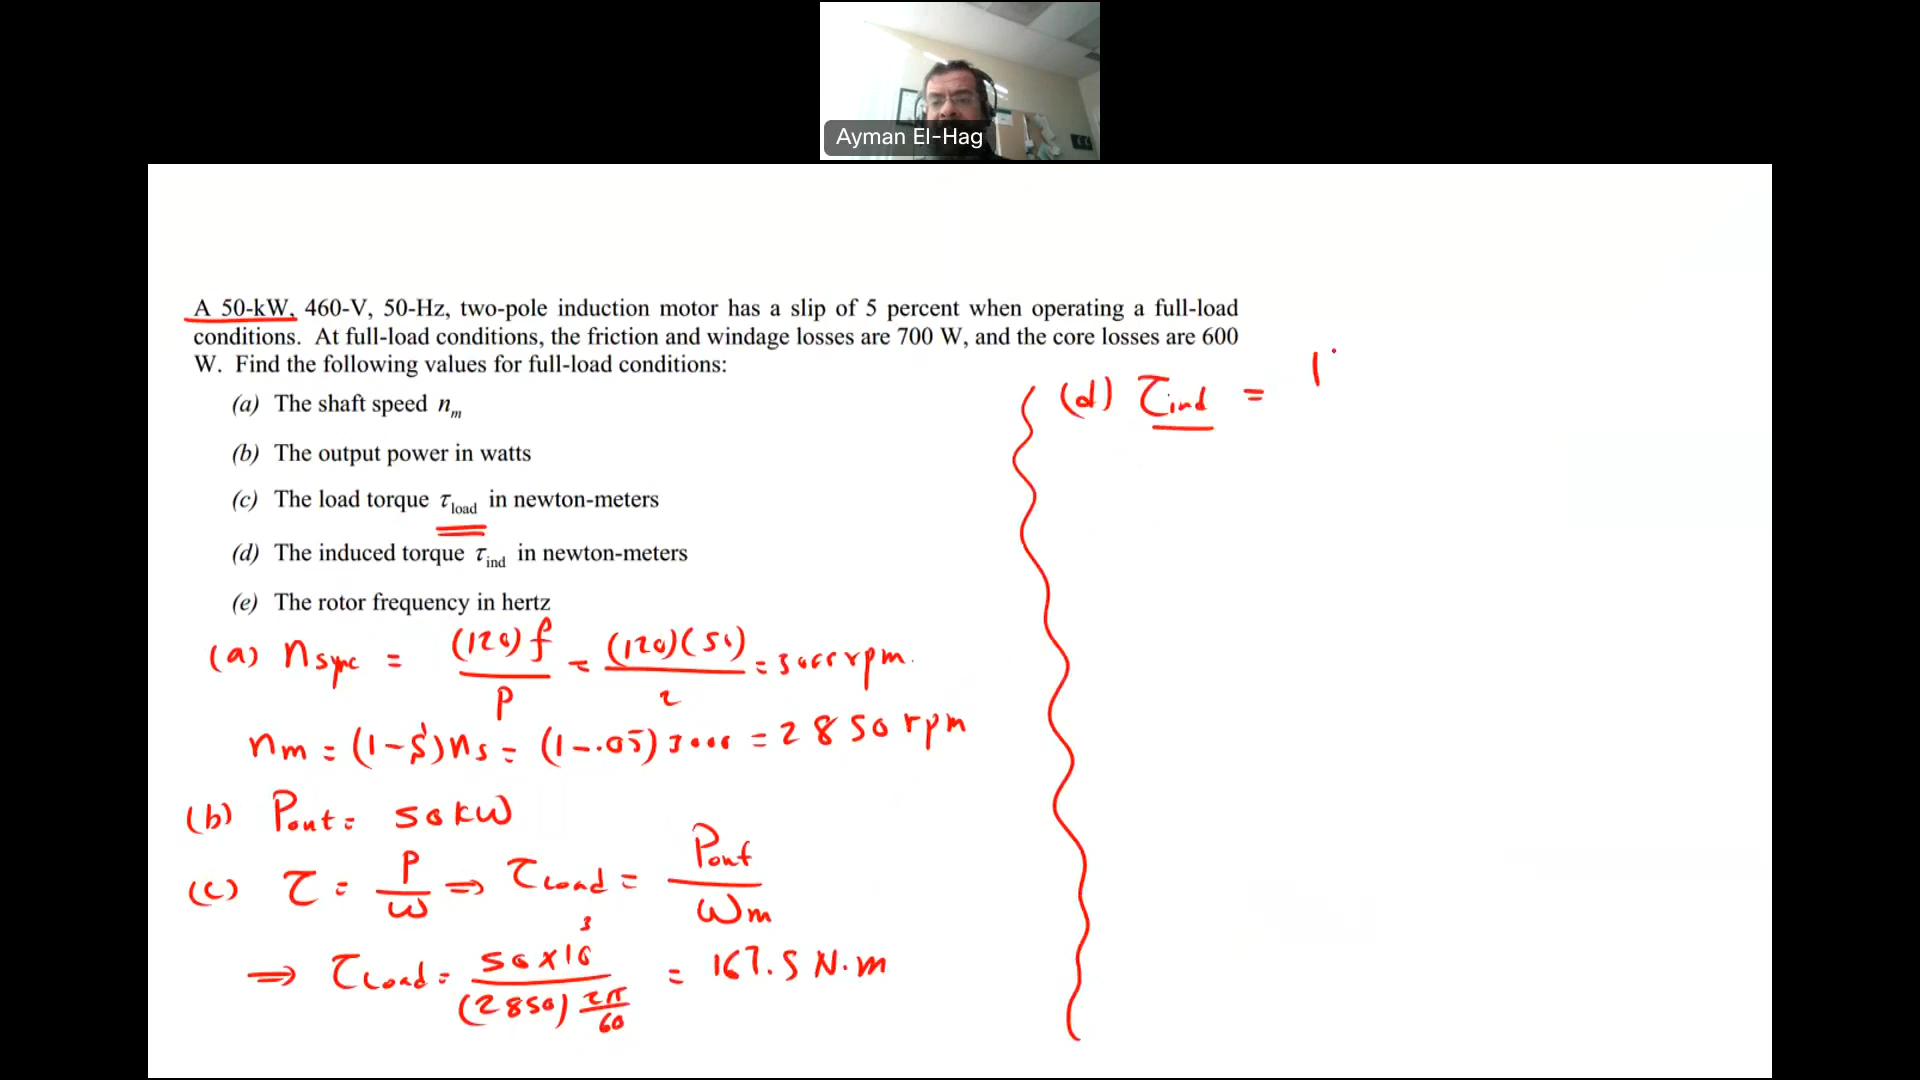 Ayman El-Hag
A 50-kW, 460-V, 50-Hz, two-pole induction motor has a slip of 5 percent when operating a full-load
conditions. At full-load conditions, the friction and windage losses are 700 W, and the core losses are 600
W. Find the following values for full-load conditions:
(a) The shaft speed nₘ
(b) The output power in watts
(c) The load torque τ_load in newton-meters
(d) The induced torque τ_ind in newton-meters
(e) The rotor frequency in hertz
(a) n_sync = (120)f / P = (120)(50) / 2 = 3000 rpm.
n_m = (1-S)n_s = (1-.05)3000 = 2850 rpm
(b) P_out = 50 kW
(c) τ = P / ω ⇒ τ_Load = P_out / ω_m
⇒ τ_Load = 50×10³ / (2850) 2π/60 = 167.5 N.m
(d) τ_ind =